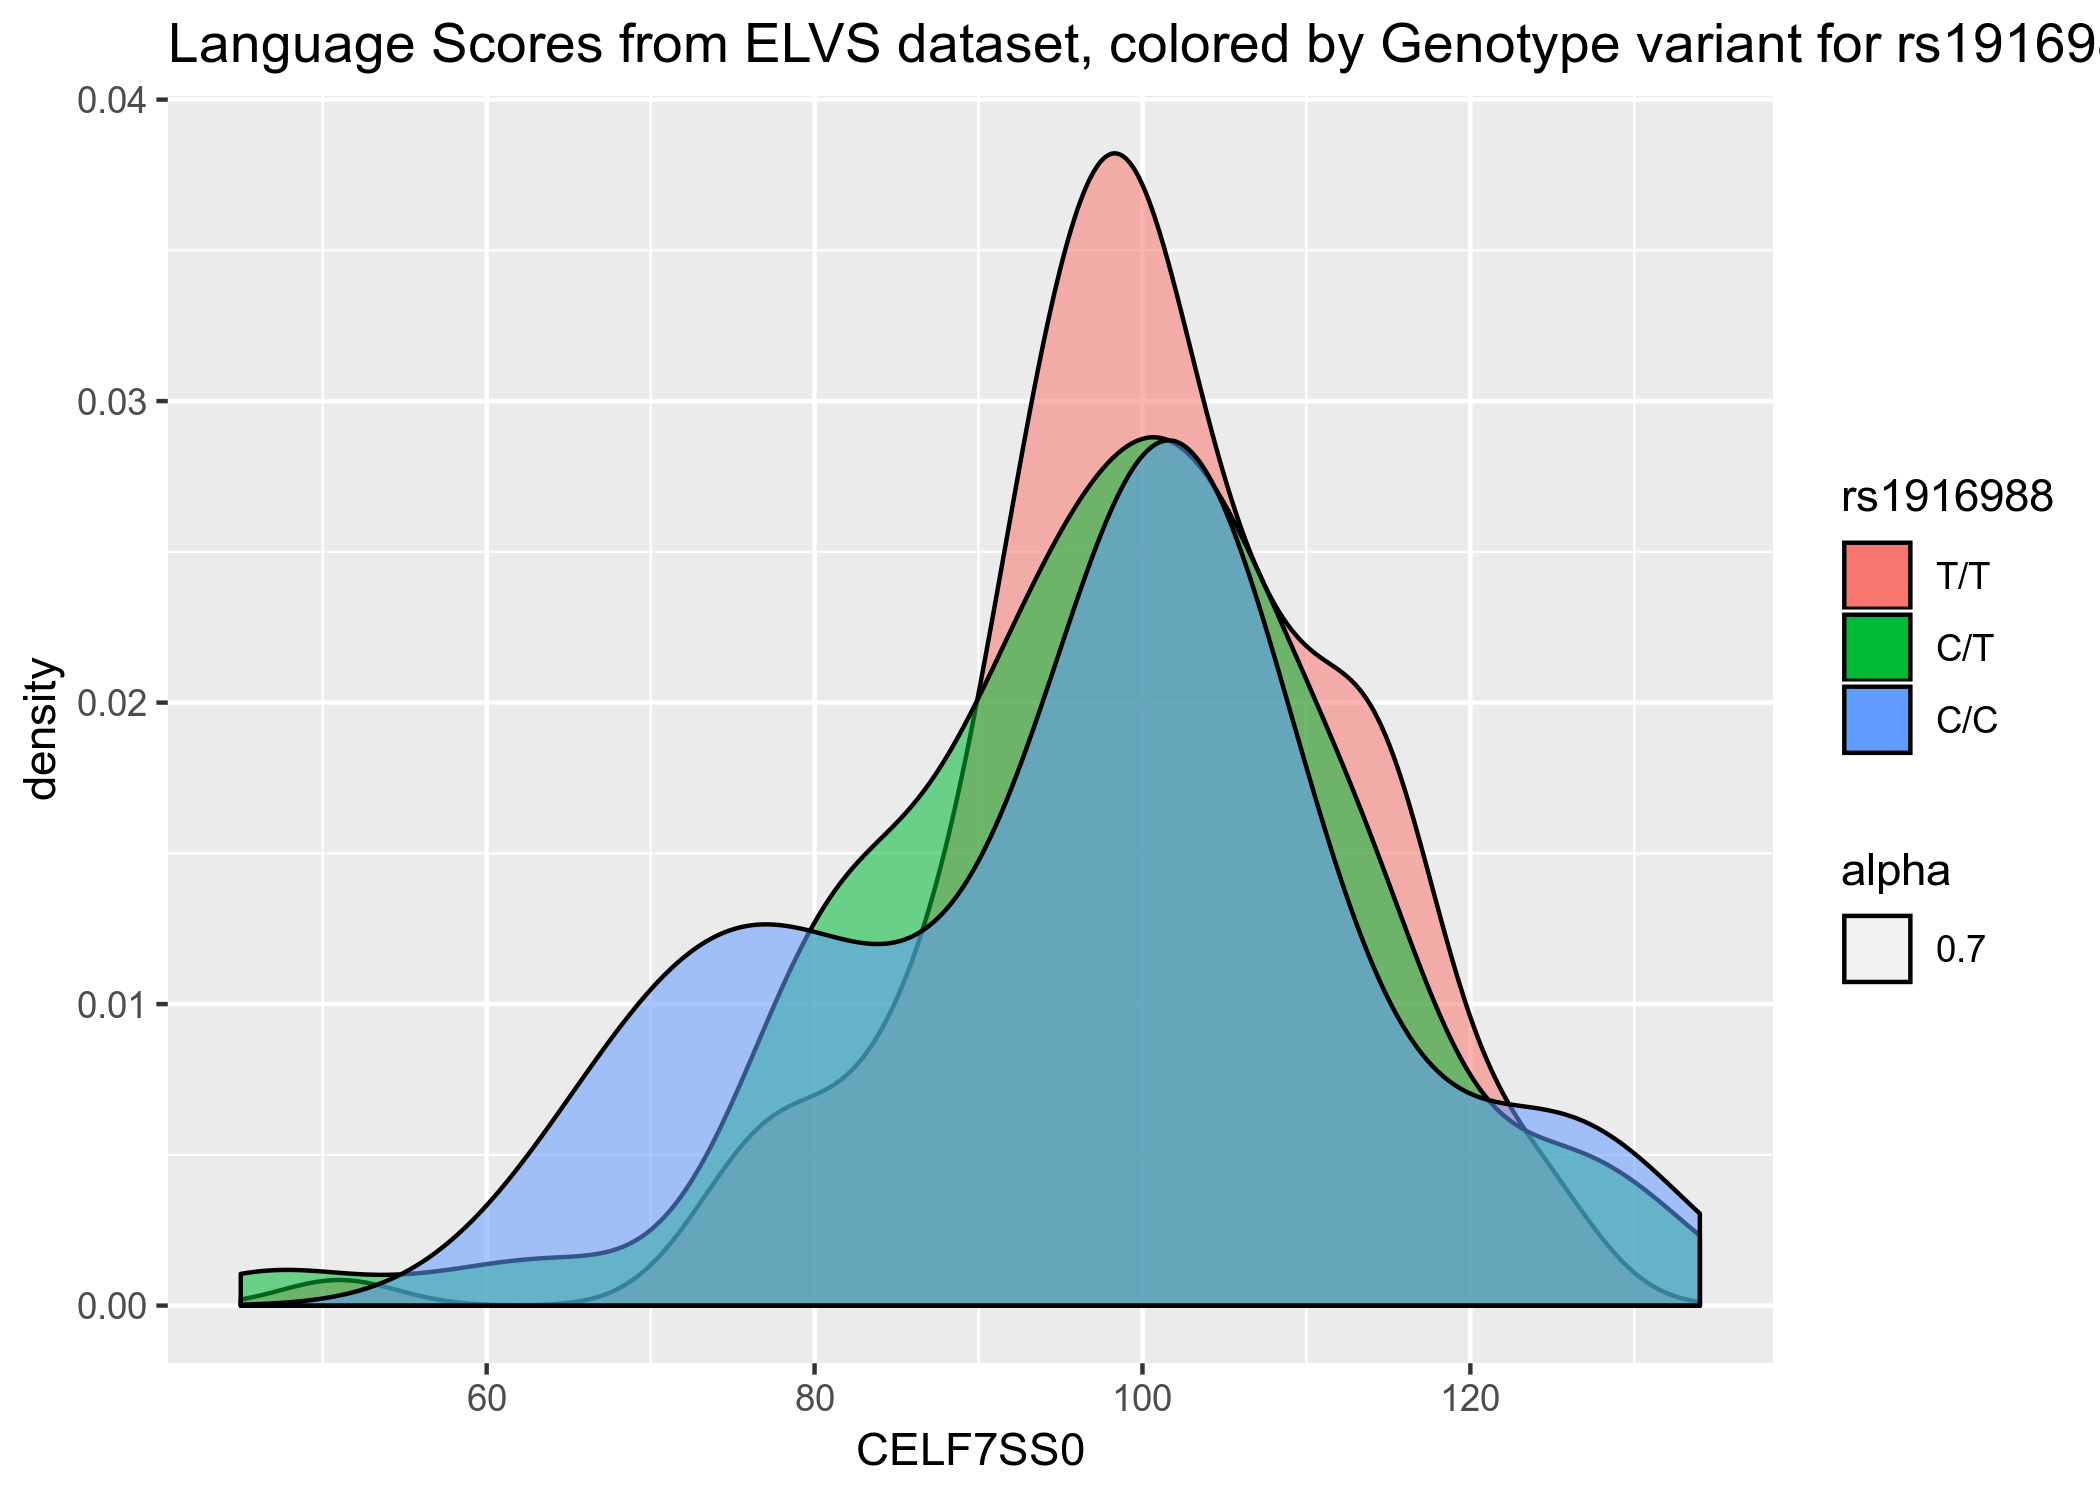 Language Scores from ELVS dataset, colored by Genotype variant for rs19169
0.04
0.03
0.02
0.01
0.00
density
60 80 100 120
CELF7SS0
rs1916988
T/T
C/T
C/C
alpha
0.7